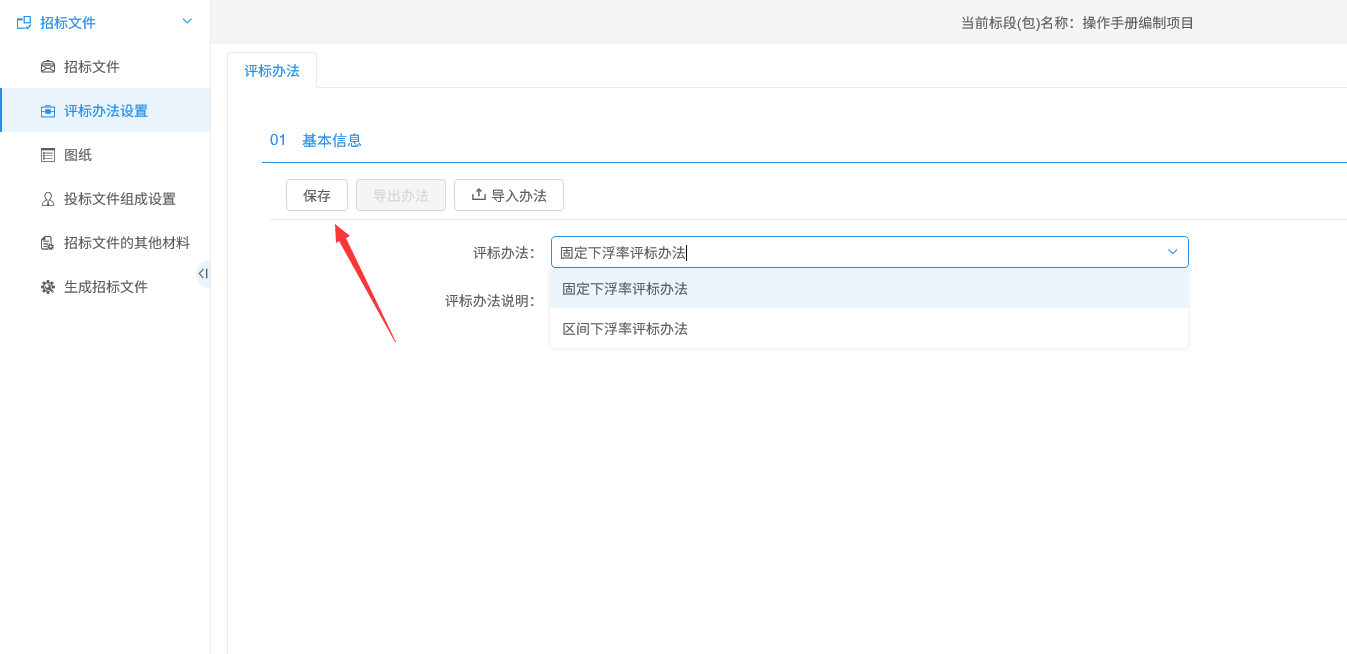 招标文件
当前标段(包)名称：操作手册编制项目
招标文件
评标办法设置
图纸
投标文件组成设置
招标文件的其他材料
生成招标文件
评标办法
01 基本信息
保存 导出办法 导入办法
评标办法： 固定下浮率评标办法
评标办法说明：
固定下浮率评标办法
区间下浮率评标办法